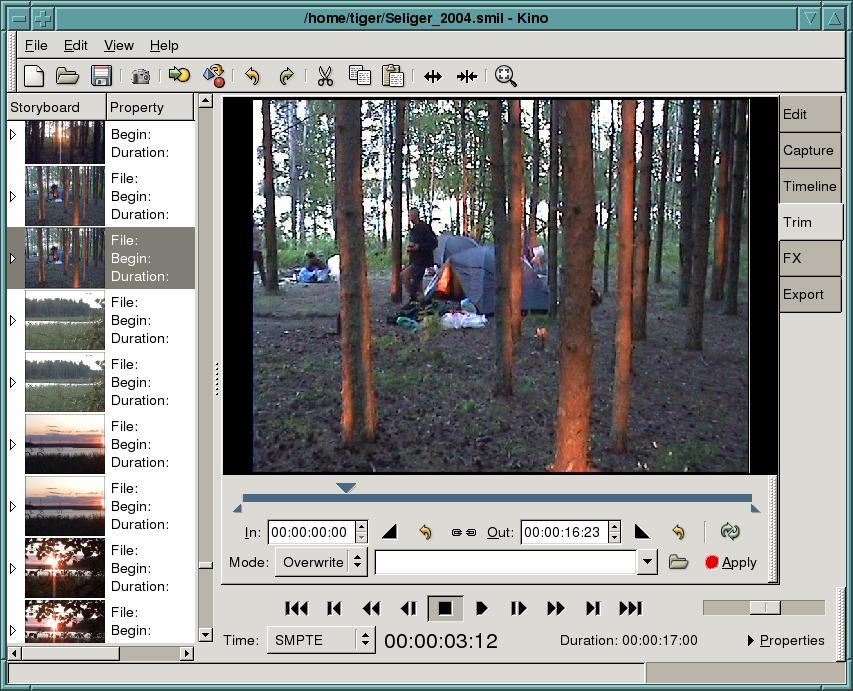 /home/tiger/Seliger_2004.smil - Kino
File Edit View Help
Storyboard Property
Begin:
Duration:
File:
Begin:
Duration:
File:
Begin:
Duration:
File:
Begin:
Duration:
File:
Begin:
Duration:
File:
Begin:
Duration:
File:
Begin:
Duration:
File:
Begin:
Duration:
File:
Begin:
Edit
Capture
Timeline
Trim
FX
Export
In: 00:00:00:00 Out: 00:00:16:23
Mode: Overwrite Apply
Time: SMPTE 00:00:03:12 Duration: 00:00:17:00 Properties